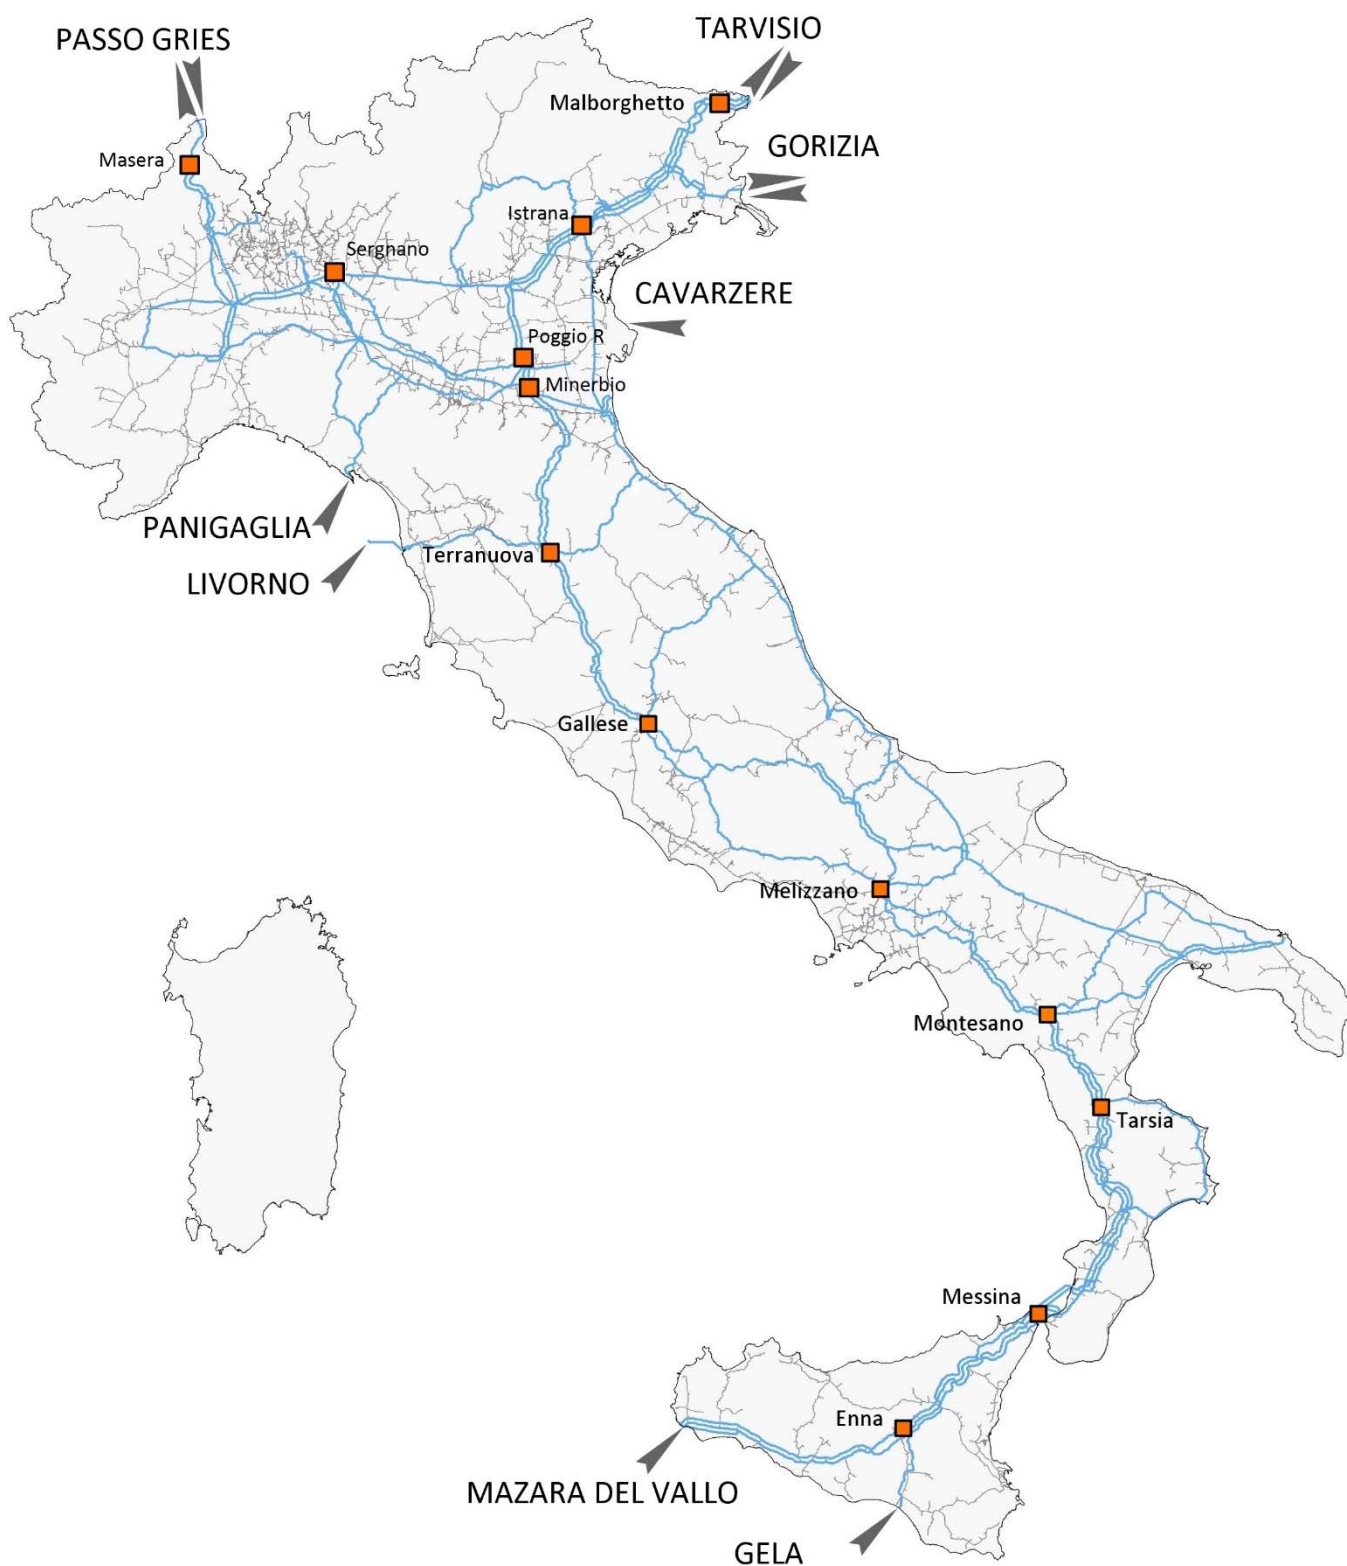 PASSO GRIES
TARVISIO
Malborghetto
GORIZIA
Masera
Istrana
Sergnano
CAVARZERE
Poggio R
Minerbio
PANIGAGLIA
Terranuova
LIVORNO
Gallese
Melizzano
Montesano
Tarsia
Messina
Enna
MAZARA DEL VALLO
GELA